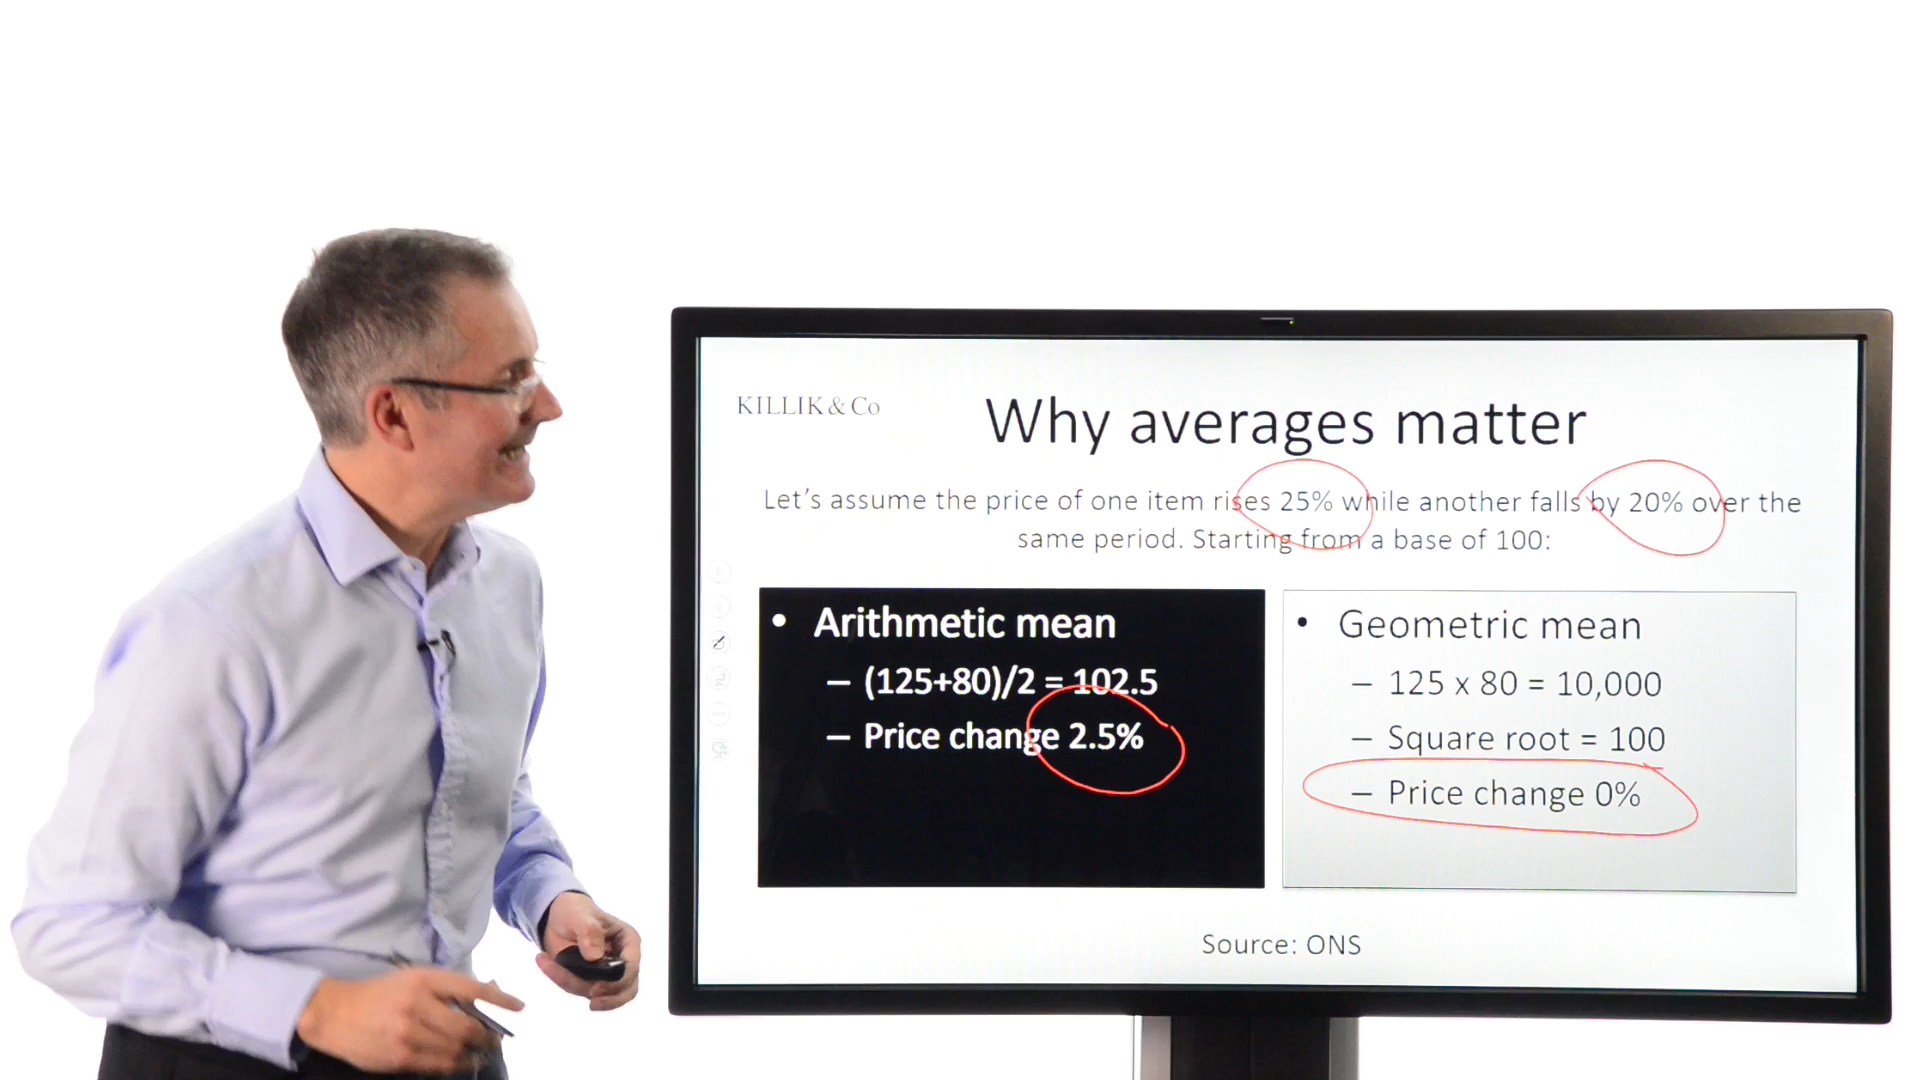 KILLIK & Co
Why averages matter
Let's assume the price of one item rises 25% while another falls by 20% over the
same period. Starting from a base of 100:
• Arithmetic mean
– (125+80)/2 = 102.5
– Price change 2.5%
• Geometric mean
– 125 x 80 = 10,000
– Square root = 100
– Price change 0%
Source: ONS